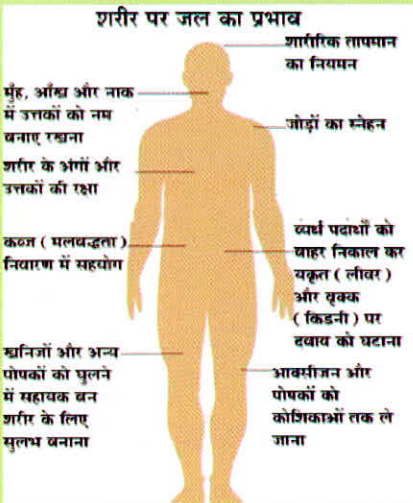 शरीर पर जल का प्रभाव
शारीरिक तापमान
का नियमन
मुँह, आँख और नाक
में उत्तकों को नम
बनाए रखना
जोड़ों का स्नेहन
शरीर के अंगों और
उत्तकों की रक्षा
कब्ज ( मलबद्धता )
निवारण में सहयोग
व्यर्थ पदार्थों को
बाहर निकाल कर
यकृत ( लीवर )
और वृक्क
( किडनी ) पर
दबाव को घटाना
खनिजों और अन्य
पोषकों को घुलने
में सहायक बन
शरीर के लिए
सुलभ बनाना
आक्सीजन और
पोषकों को
कोशिकाओं तक ले
जाना